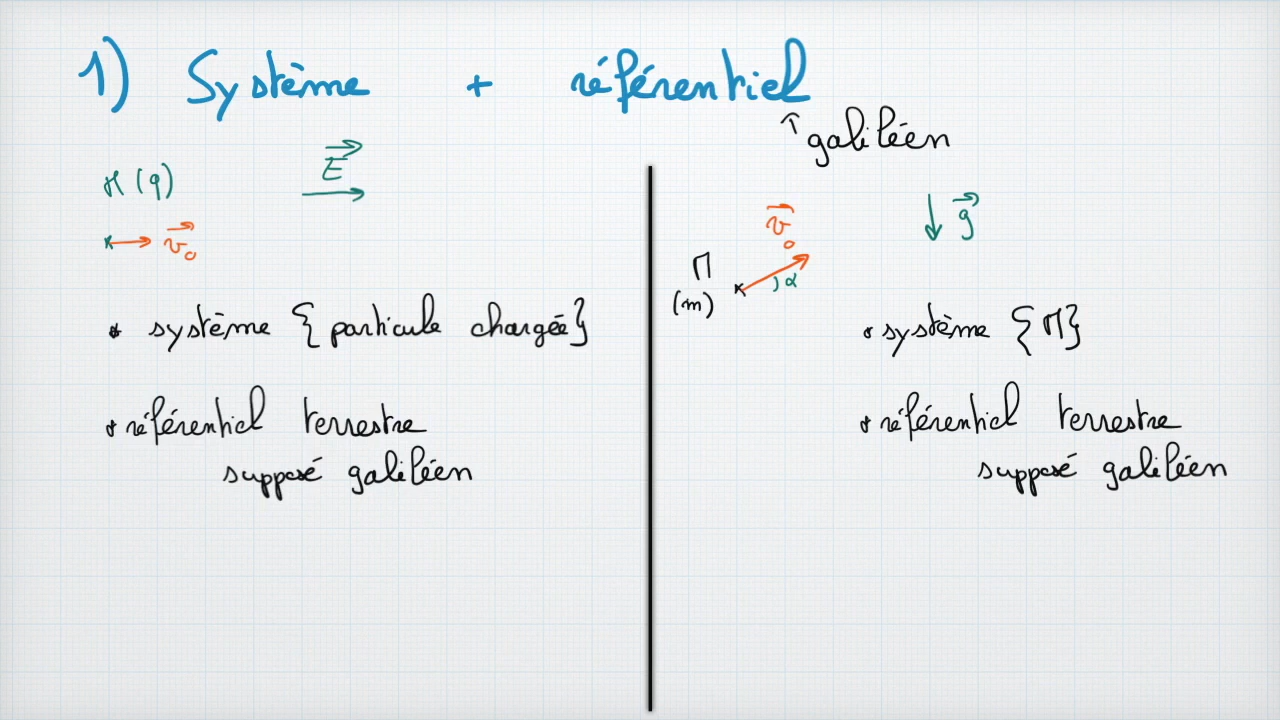 1) Système + référentiel
↑ galiléen
M (q)
E
v₀
• système {particule chargée}
• référentiel terrestre
supposé galiléen
v₀
g
M
(m)
α
• système {M}
• référentiel terrestre
supposé galiléen